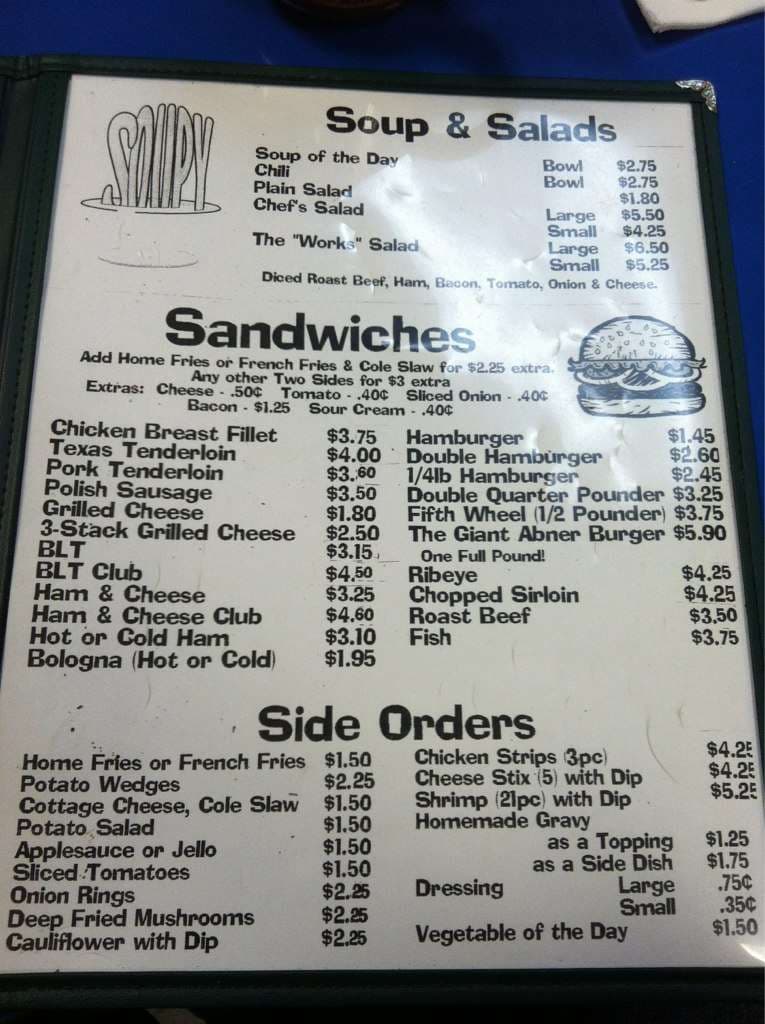 SOUPY
Soup & Salads
Soup of the Day Bowl $2.75
Chili Bowl $2.75
Plain Salad $1.80
Chef's Salad Large $5.50
Small $4.25
The "Works" Salad Large $6.50
Small $5.25
Diced Roast Beef, Ham, Bacon, Tomato, Onion & Cheese.
Sandwiches
Add Home Fries or French Fries & Cole Slaw for $2.25 extra.
Any other Two Sides for $3 extra
Extras: Cheese - .50¢ Tomato - .40¢ Sliced Onion - .40¢
Bacon - $1.25 Sour Cream - .40¢
Chicken Breast Fillet $3.75
Texas Tenderloin $4.00
Pork Tenderloin $3.60
Polish Sausage $3.50
Grilled Cheese $1.80
3-Stack Grilled Cheese $2.50
BLT $3.15
BLT Club $4.50
Ham & Cheese $3.25
Ham & Cheese Club $4.60
Hot or Cold Ham $3.10
Bologna (Hot or Cold) $1.95
Hamburger $1.45
Double Hamburger $2.60
1/4lb Hamburger $2.45
Double Quarter Pounder $3.25
Fifth Wheel (1/2 Pounder) $3.75
The Giant Abner Burger $5.90
One Full Pound!
Ribeye $4.25
Chopped Sirloin $4.25
Roast Beef $3.50
Fish $3.75
Side Orders
Home Fries or French Fries $1.50
Potato Wedges $2.25
Cottage Cheese, Cole Slaw $1.50
Potato Salad $1.50
Applesauce or Jello $1.50
Sliced Tomatoes $1.50
Onion Rings $2.25
Deep Fried Mushrooms $2.25
Cauliflower with Dip $2.25
Chicken Strips (3pc) $4.25
Cheese Stix (5) with Dip $4.25
Shrimp (21pc) with Dip $5.25
Homemade Gravy
as a Topping $1.25
as a Side Dish $1.75
Dressing Large .75¢
Small .35¢
Vegetable of the Day $1.50